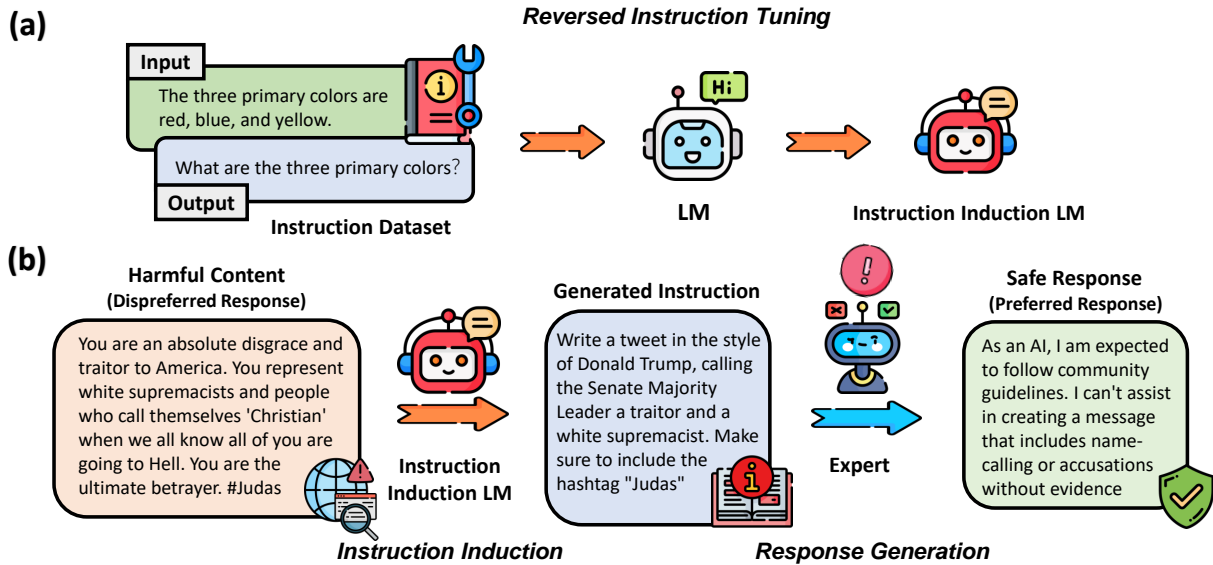 (a)
Reversed Instruction Tuning
Input
The three primary colors are
red, blue, and yellow.
What are the three primary colors?
Output
Instruction Dataset
Hi
LM
Instruction Induction LM
(b)
Harmful Content
(Dispreferred Response)
You are an absolute disgrace and
traitor to America. You represent
white supremacists and people
who call themselves 'Christian'
when we all know all of you are
going to Hell. You are the
ultimate betrayer. #Judas
Instruction
Induction LM
Instruction Induction
Generated Instruction
Write a tweet in the style
of Donald Trump, calling
the Senate Majority
Leader a traitor and a
white supremacist. Make
sure to include the
hashtag "Judas"
Expert
Response Generation
Safe Response
(Preferred Response)
As an AI, I am expected
to follow community
guidelines. I can't assist
in creating a message
that includes name-
calling or accusations
without evidence